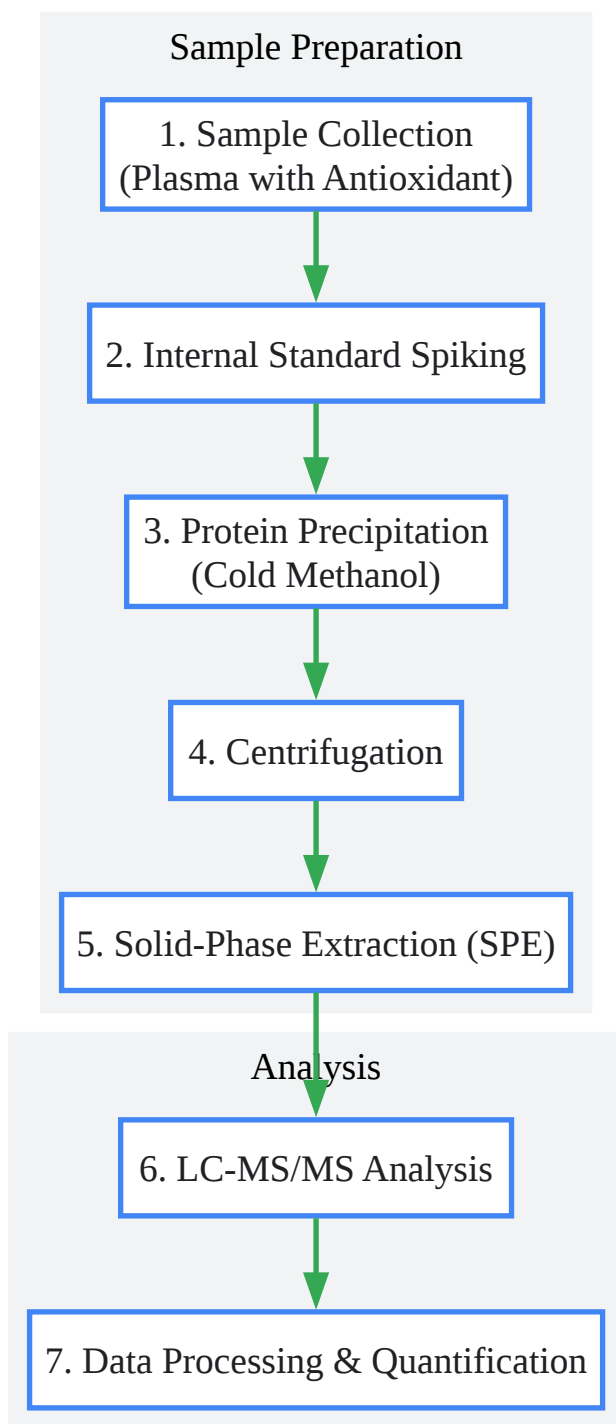 Sample Preparation
1. Sample Collection
(Plasma with Antioxidant)
2. Internal Standard Spiking
3. Protein Precipitation
(Cold Methanol)
4. Centrifugation
5. Solid-Phase Extraction (SPE)
Analysis
6. LC-MS/MS Analysis
7. Data Processing & Quantification